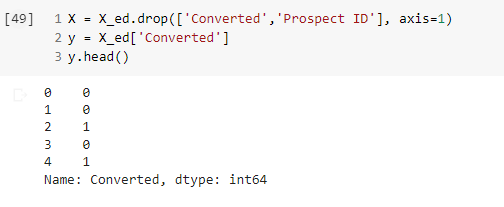 [49] 1 X = X_ed.drop(['Converted','Prospect ID'], axis=1)
2 y = X_ed['Converted']
3 y.head()
0 0
1 0
2 1
3 0
4 1
Name: Converted, dtype: int64